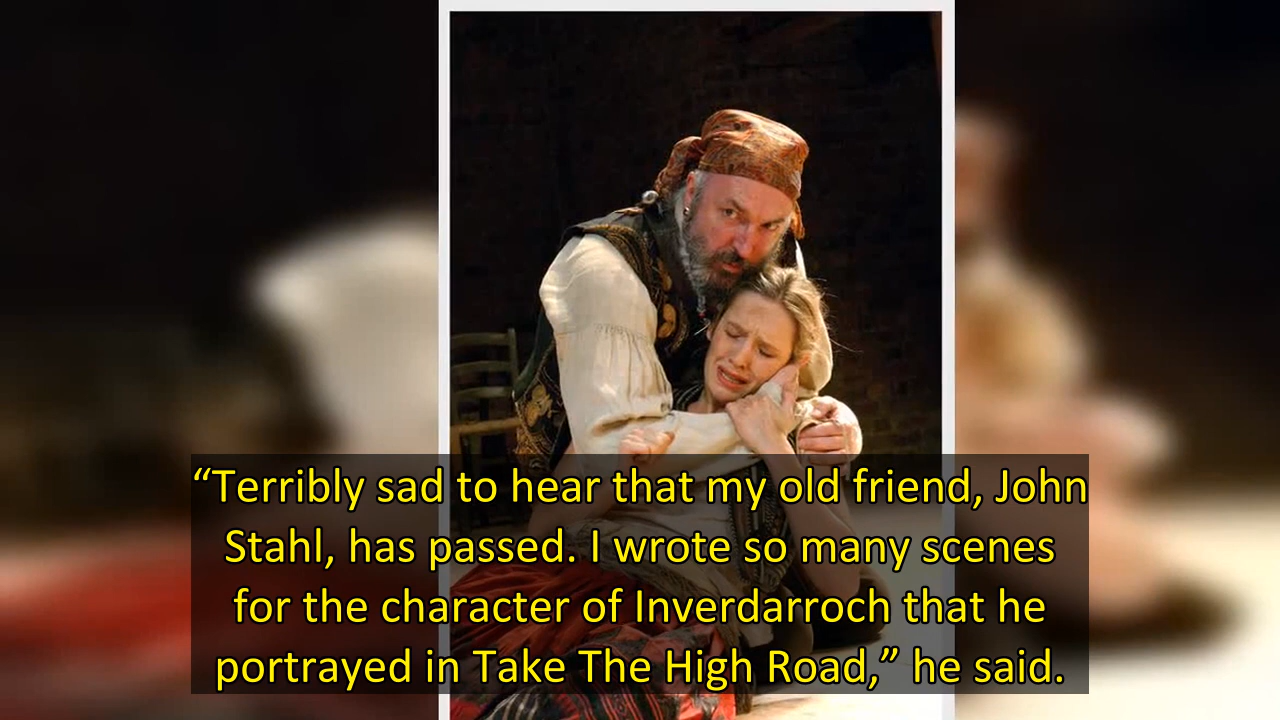 “Terribly sad to hear that my old friend, John
Stahl, has passed. I wrote so many scenes
for the character of Inverdarroch that he
portrayed in Take The High Road,” he said.